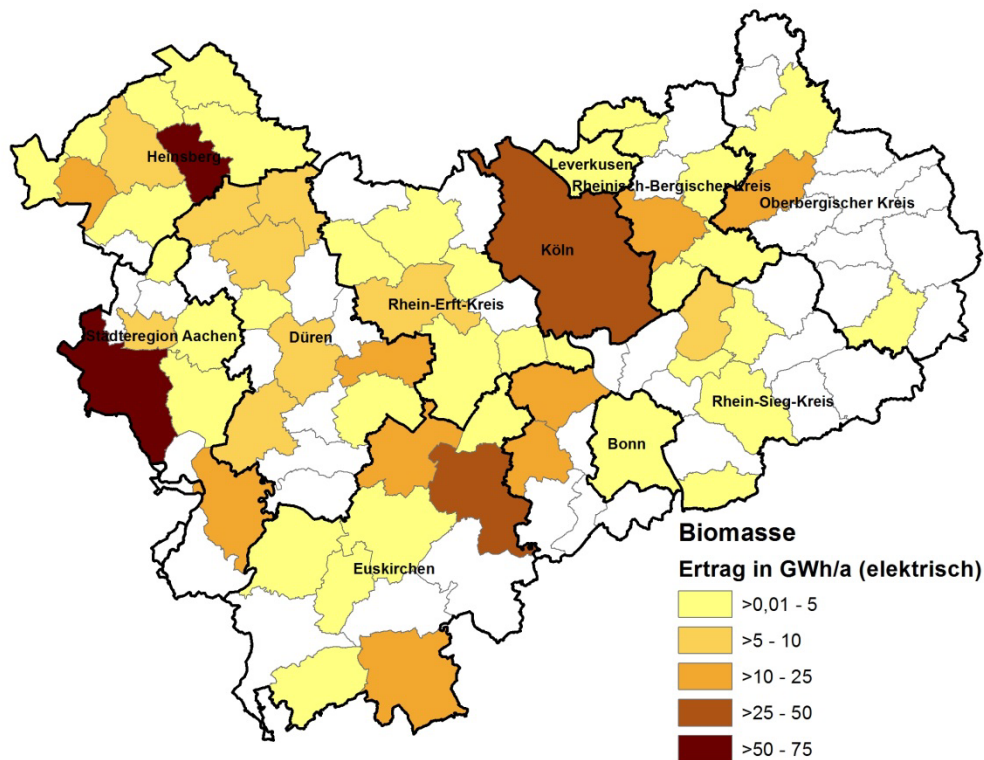 Heinsberg
Leverkusen
Rheinisch-Bergischer Kreis
Oberbergischer Kreis
Köln
Rhein-Erft-Kreis
Städteregion Aachen
Düren
Rhein-Sieg-Kreis
Bonn
Euskirchen
Biomasse
Ertrag in GWh/a (elektrisch)
>0,01 - 5
>5 - 10
>10 - 25
>25 - 50
>50 - 75